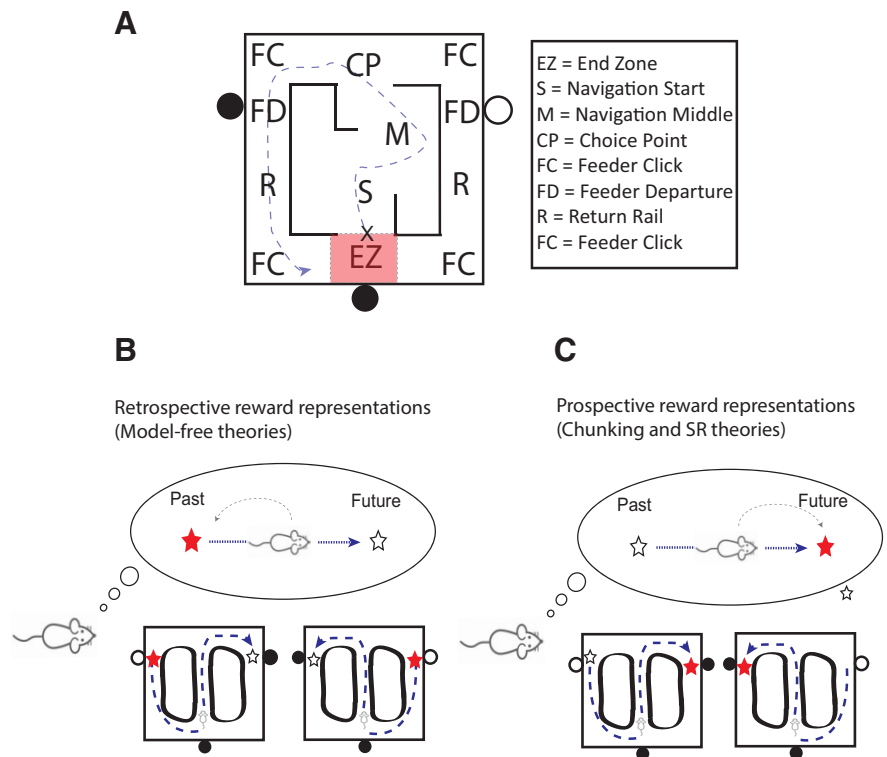 A
FC
CP
FC
FD
M
FD
R
S
R
X
FC
EZ
FC
EZ = End Zone
S = Navigation Start
M = Navigation Middle
CP = Choice Point
FC = Feeder Click
FD = Feeder Departure
R = Return Rail
FC = Feeder Click
B
Retrospective reward representations
(Model-free theories)
Past
Future
C
Prospective reward representations
(Chunking and SR theories)
Past
Future